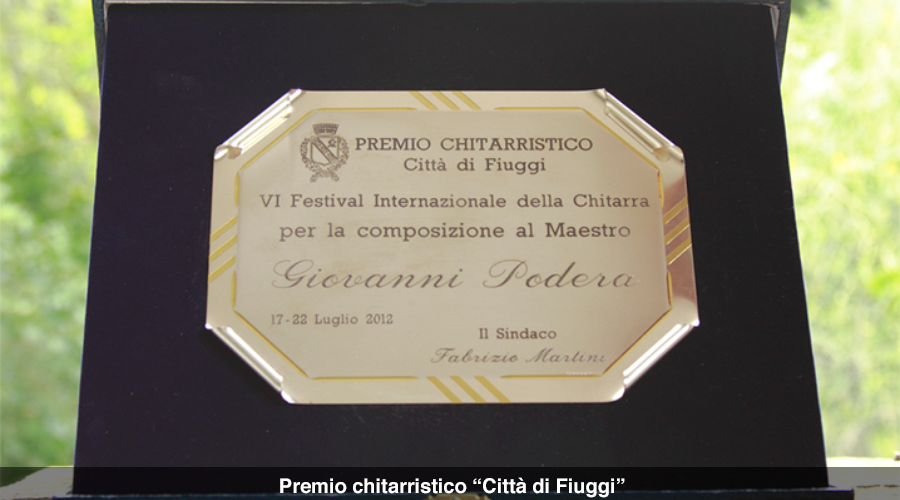 PREMIO CHITARRISTICO
Città di Fiuggi
VI Festival Internazionale della Chitarra
per la composizione al Maestro
Giovanni Podera
17-22 Luglio 2012
Il Sindaco
Fabrizio Martini
Premio chitarristico “Città di Fiuggi”